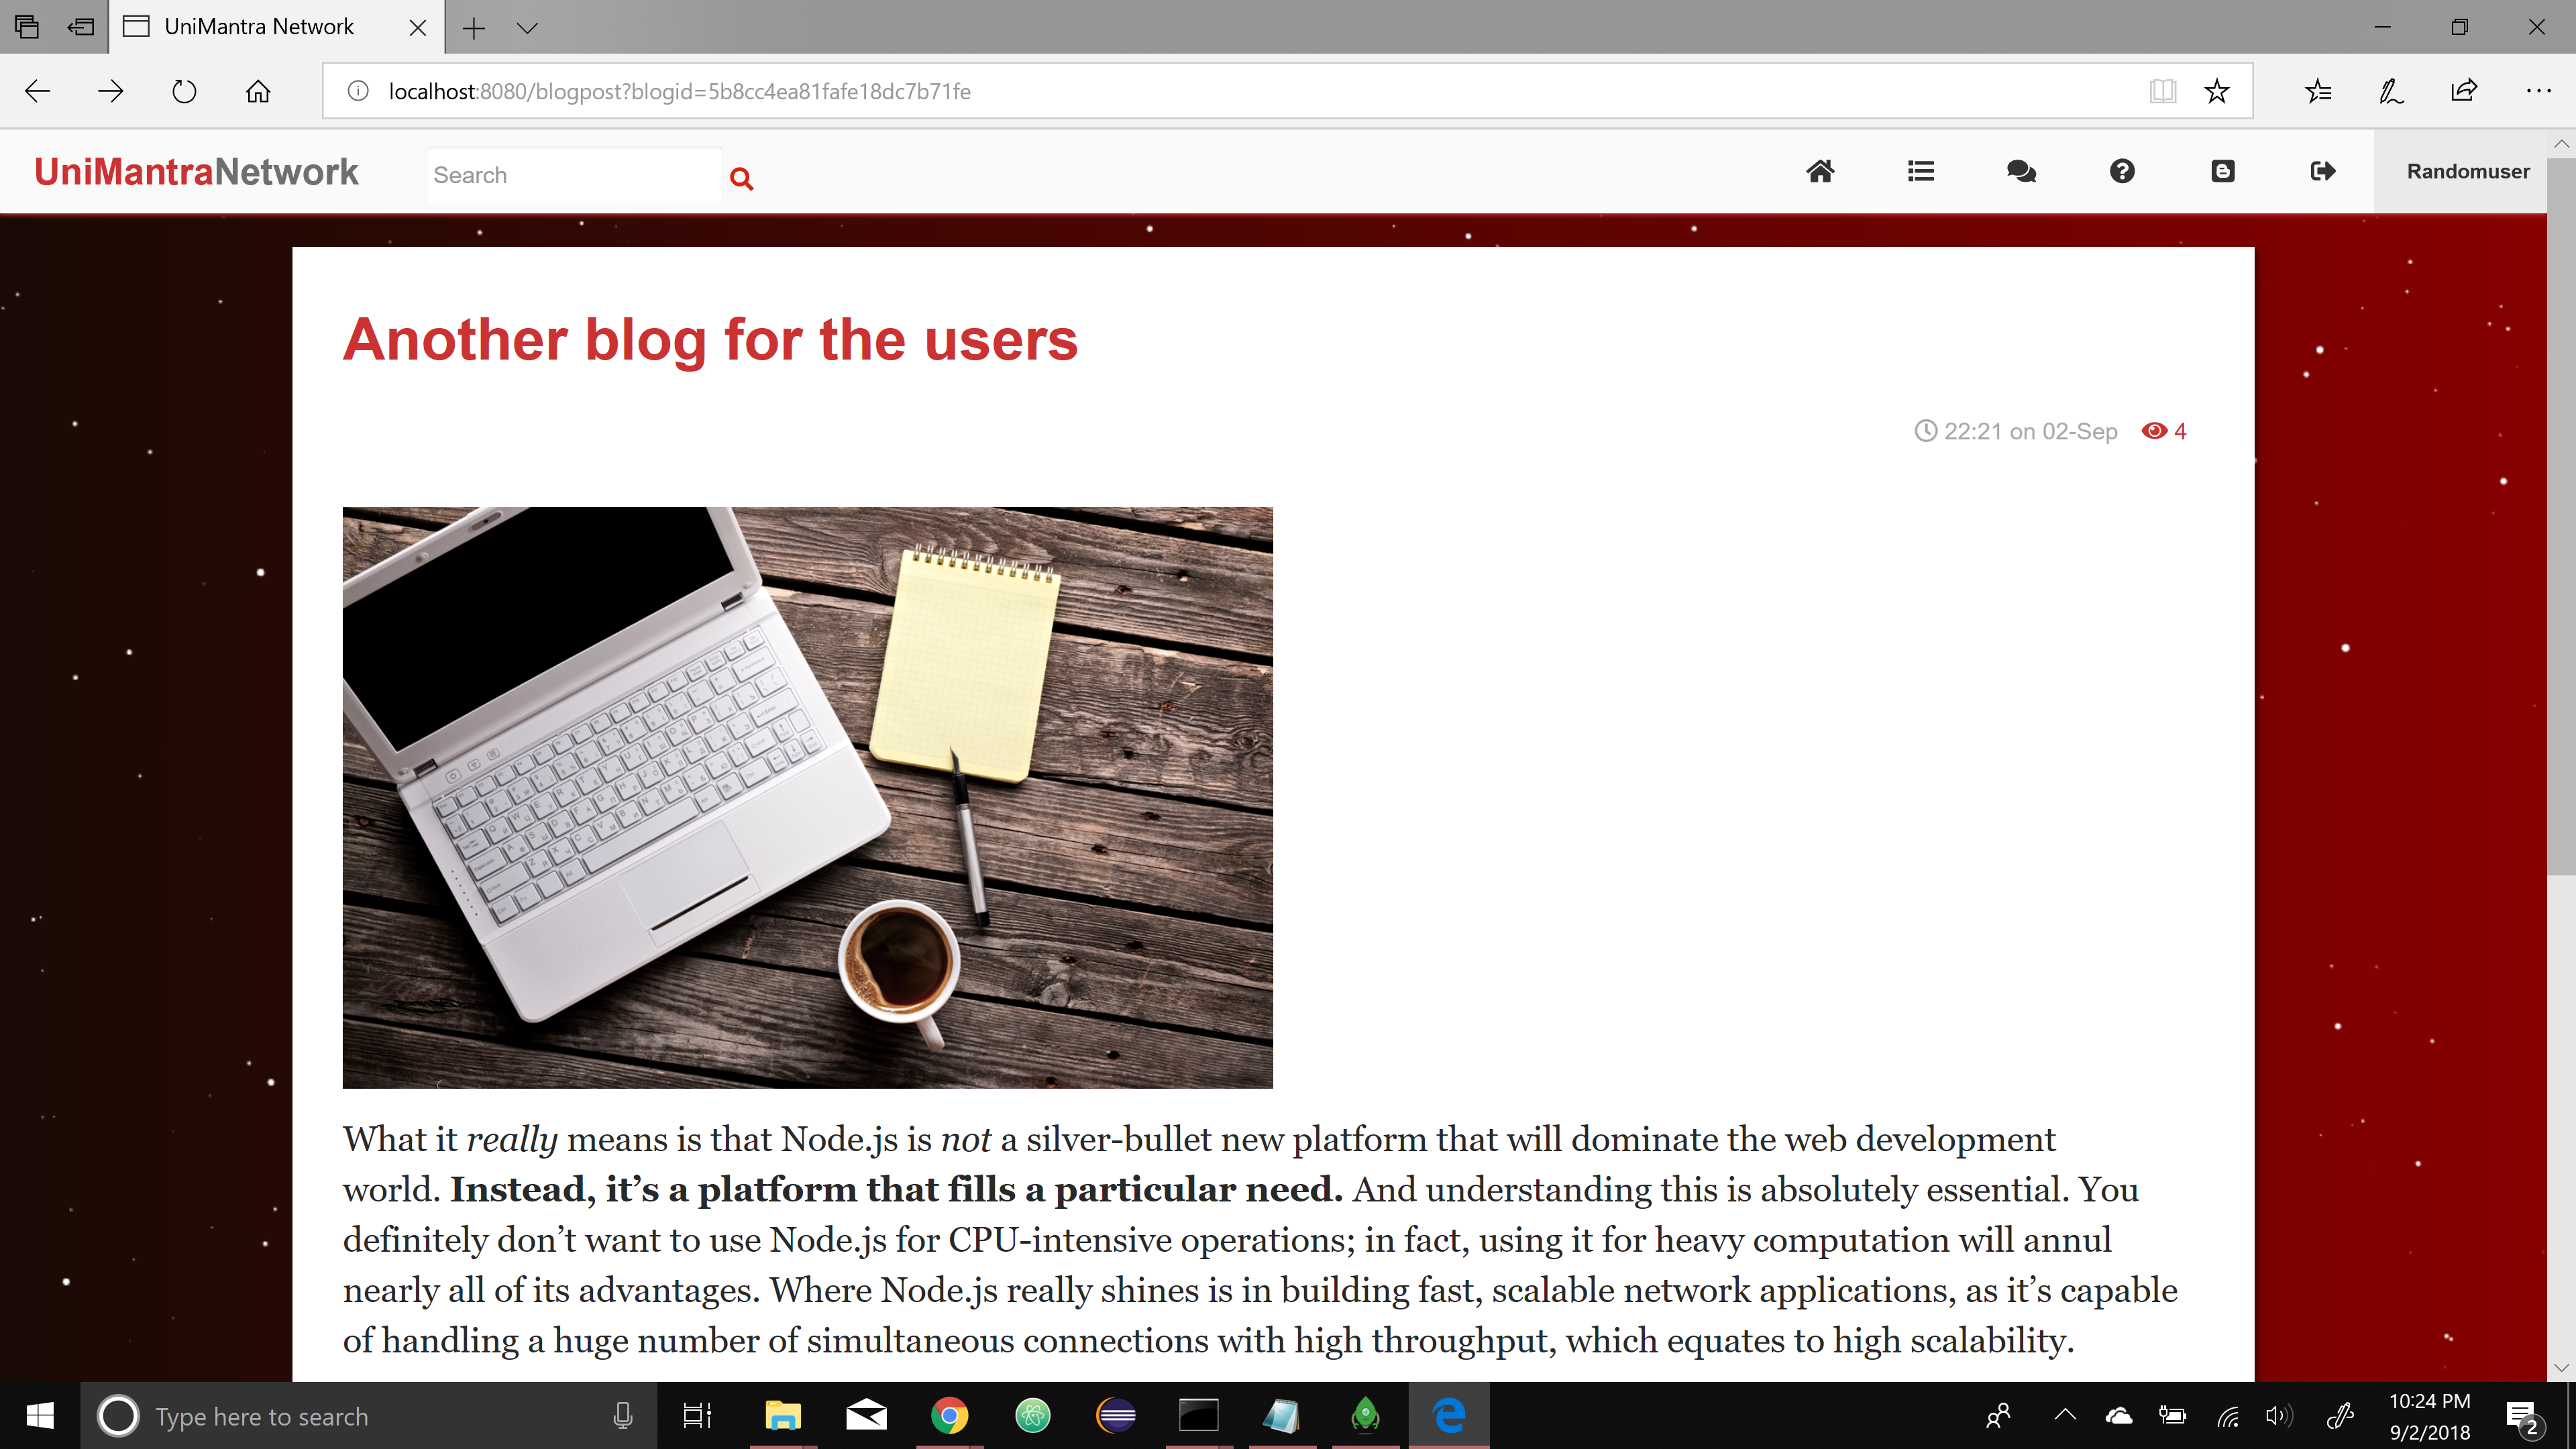 UniMantra Network
localhost:8080/blogpost?blogid=5b8cc4ea81fafe18dc7b71fe
UniMantraNetwork
Search
Randomuser
Another blog for the users
22:21 on 02-Sep 4
What it really means is that Node.js is not a silver-bullet new platform that will dominate the web development
world. Instead, it’s a platform that fills a particular need. And understanding this is absolutely essential. You
definitely don’t want to use Node.js for CPU-intensive operations; in fact, using it for heavy computation will annul
nearly all of its advantages. Where Node.js really shines is in building fast, scalable network applications, as it’s capable
of handling a huge number of simultaneous connections with high throughput, which equates to high scalability.
Type here to search
10:24 PM
9/2/2018
2